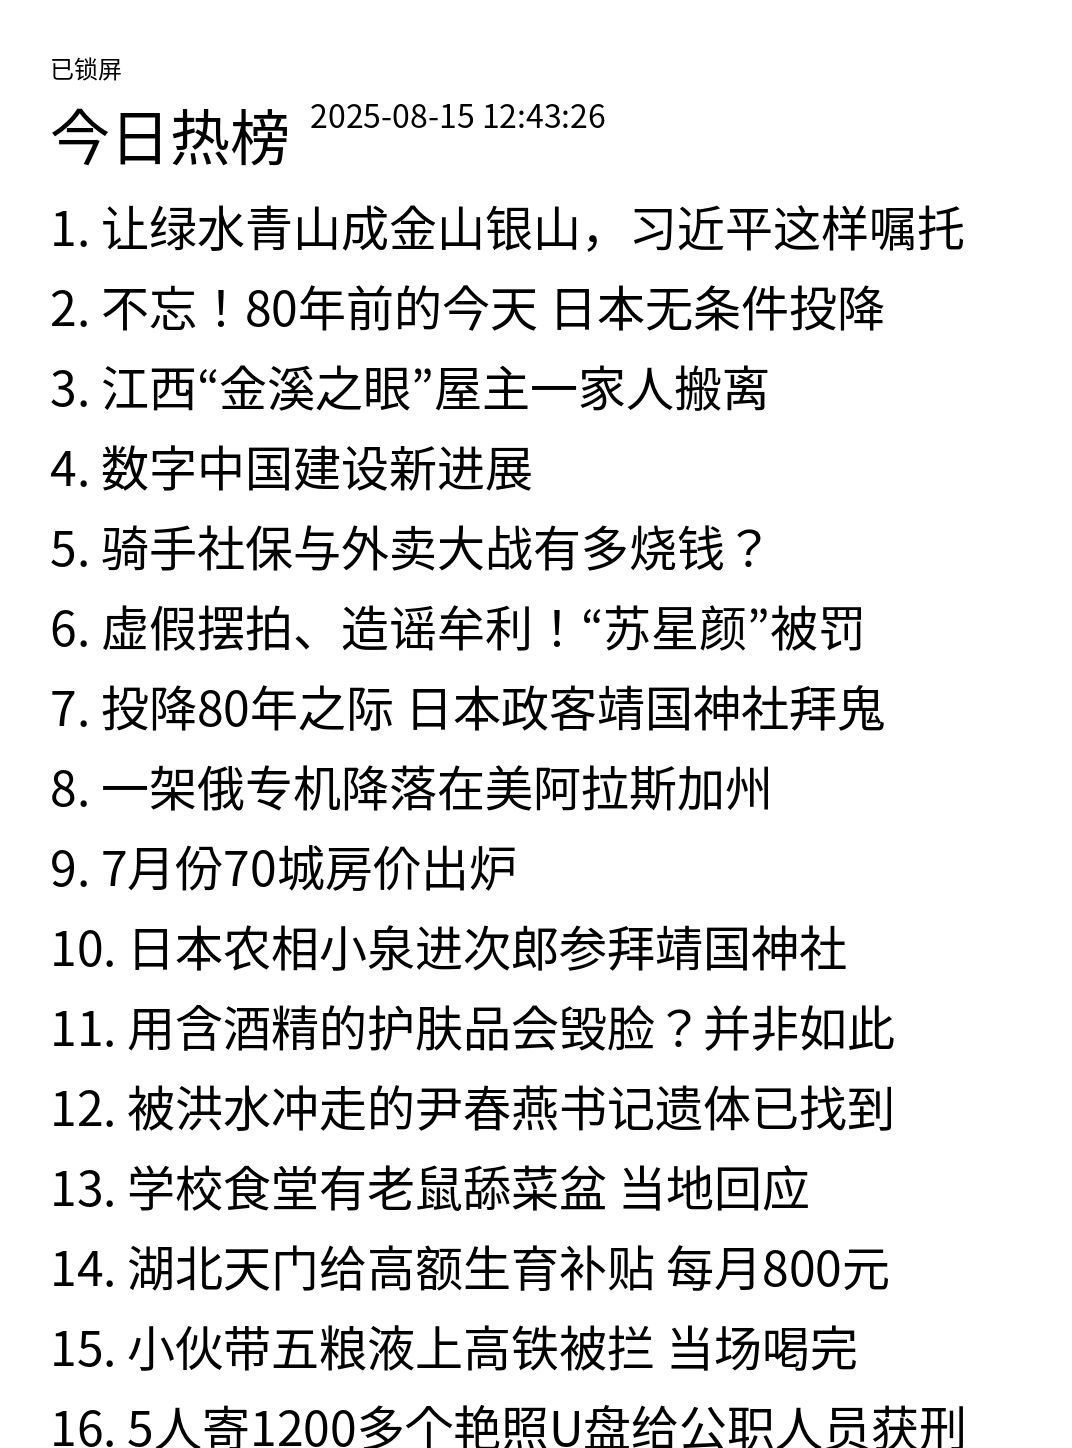 已锁屏
今日热榜 2025-08-15 12:43:26
1. 让绿水青山成金山银山，习近平这样嘱托
2. 不忘！80年前的今天 日本无条件投降
3. 江西“金溪之眼”屋主一家人搬离
4. 数字中国建设新进展
5. 骑手社保与外卖大战有多烧钱？
6. 虚假摆拍、造谣牟利！“苏星颜”被罚
7. 投降80年之际 日本政客靖国神社拜鬼
8. 一架俄专机降落在美阿拉斯加州
9. 7月份70城房价出炉
10. 日本农相小泉进次郎参拜靖国神社
11. 用含酒精的护肤品会毁脸？并非如此
12. 被洪水冲走的尹春燕书记遗体已找到
13. 学校食堂有老鼠舔菜盆 当地回应
14. 湖北天门给高额生育补贴 每月800元
15. 小伙带五粮液上高铁被拦 当场喝完
16. 5人寄1200多个艳照U盘给公职人员获刑